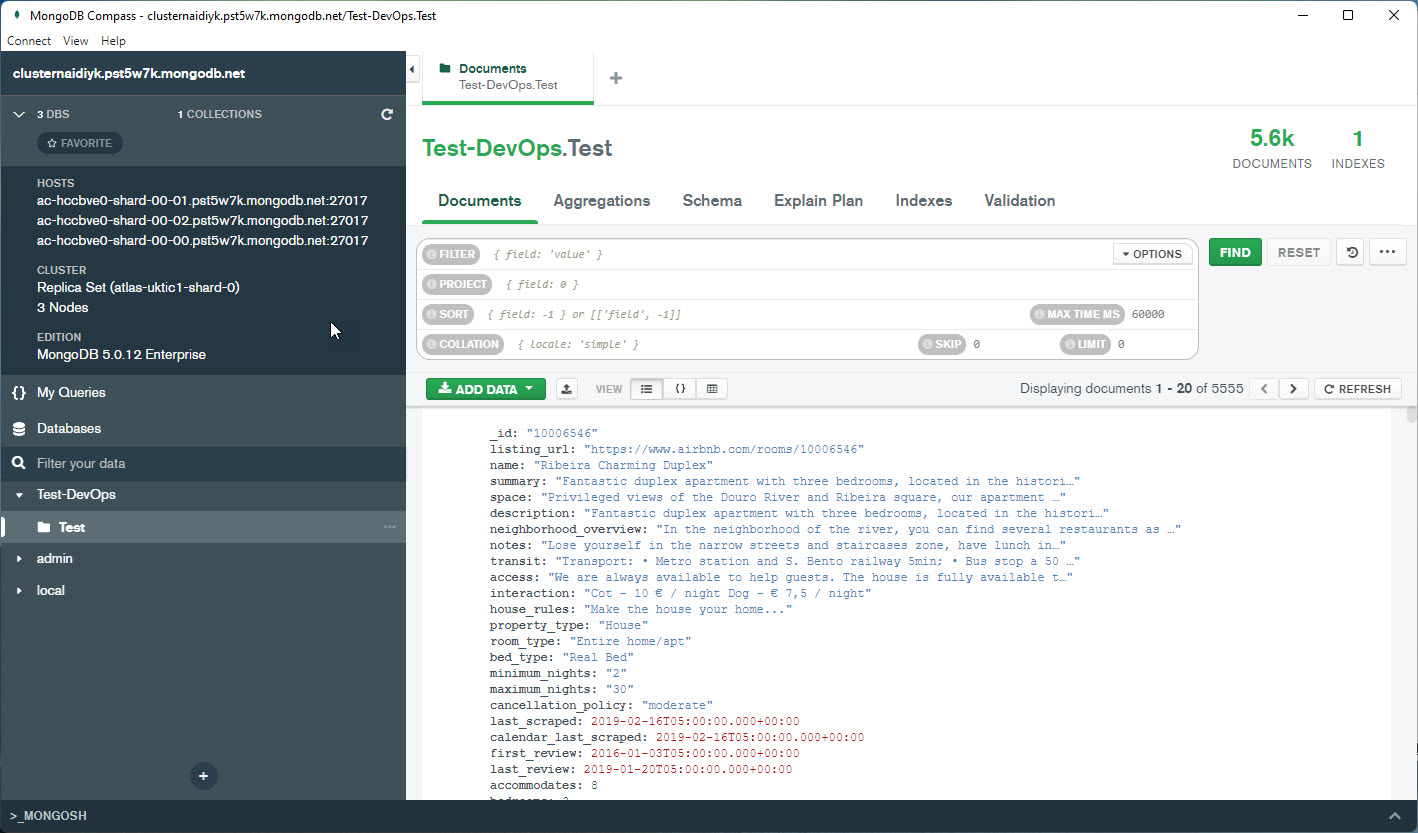 MongoDB Compass - clusternaidiyk.pst5w7k.mongodb.net/Test-DevOps.Test
Connect View Help
clusternaidiyk.pst5w7k.mongodb.net
3 DBS 1 COLLECTIONS
FAVORITE
HOSTS
ac-hccbve0-shard-00-01.pst5w7k.mongodb.net:27017
ac-hccbve0-shard-00-02.pst5w7k.mongodb.net:27017
ac-hccbve0-shard-00-00.pst5w7k.mongodb.net:27017
CLUSTER
Replica Set (atlas-uktic1-shard-0)
3 Nodes
EDITION
MongoDB 5.0.12 Enterprise
{} My Queries
Databases
Filter your data
Test-DevOps
Test
admin
local
+
Documents
Test-DevOps.Test
+
Test-DevOps.Test
5.6k
DOCUMENTS
1
INDEXES
Documents Aggregations Schema Explain Plan Indexes Validation
FILTER { field: 'value' } OPTIONS FIND RESET ...
PROJECT { field: 0 }
SORT { field: -1 } or [['field', -1]] MAX TIME MS 60000
COLLATION { locale: 'simple' } SKIP 0 LIMIT 0
ADD DATA VIEW {} Displaying documents 1 - 20 of 5555 < > REFRESH
_id: "10006546"
listing_url: "https://www.airbnb.com/rooms/10006546"
name: "Ribeira Charming Duplex"
summary: "Fantastic duplex apartment with three bedrooms, located in the histori…"
space: "Privileged views of the Douro River and Ribeira square, our apartment …"
description: "Fantastic duplex apartment with three bedrooms, located in the histori…"
neighborhood_overview: "In the neighborhood of the river, you can find several restaurants as …"
notes: "Lose yourself in the narrow streets and staircases zone, have lunch in…"
transit: "Transport: • Metro station and S. Bento railway 5min; • Bus stop a 50 …"
access: "We are always available to help guests. The house is fully available t…"
interaction: "Cot - 10 € / night Dog - € 7,5 / night"
house_rules: "Make the house your home..."
property_type: "House"
room_type: "Entire home/apt"
bed_type: "Real Bed"
minimum_nights: "2"
maximum_nights: "30"
cancellation_policy: "moderate"
last_scraped: 2019-02-16T05:00:00.000+00:00
calendar_last_scraped: 2019-02-16T05:00:00.000+00:00
first_review: 2016-01-03T05:00:00.000+00:00
last_review: 2019-01-20T05:00:00.000+00:00
accommodates: 8
>_MONGOSH